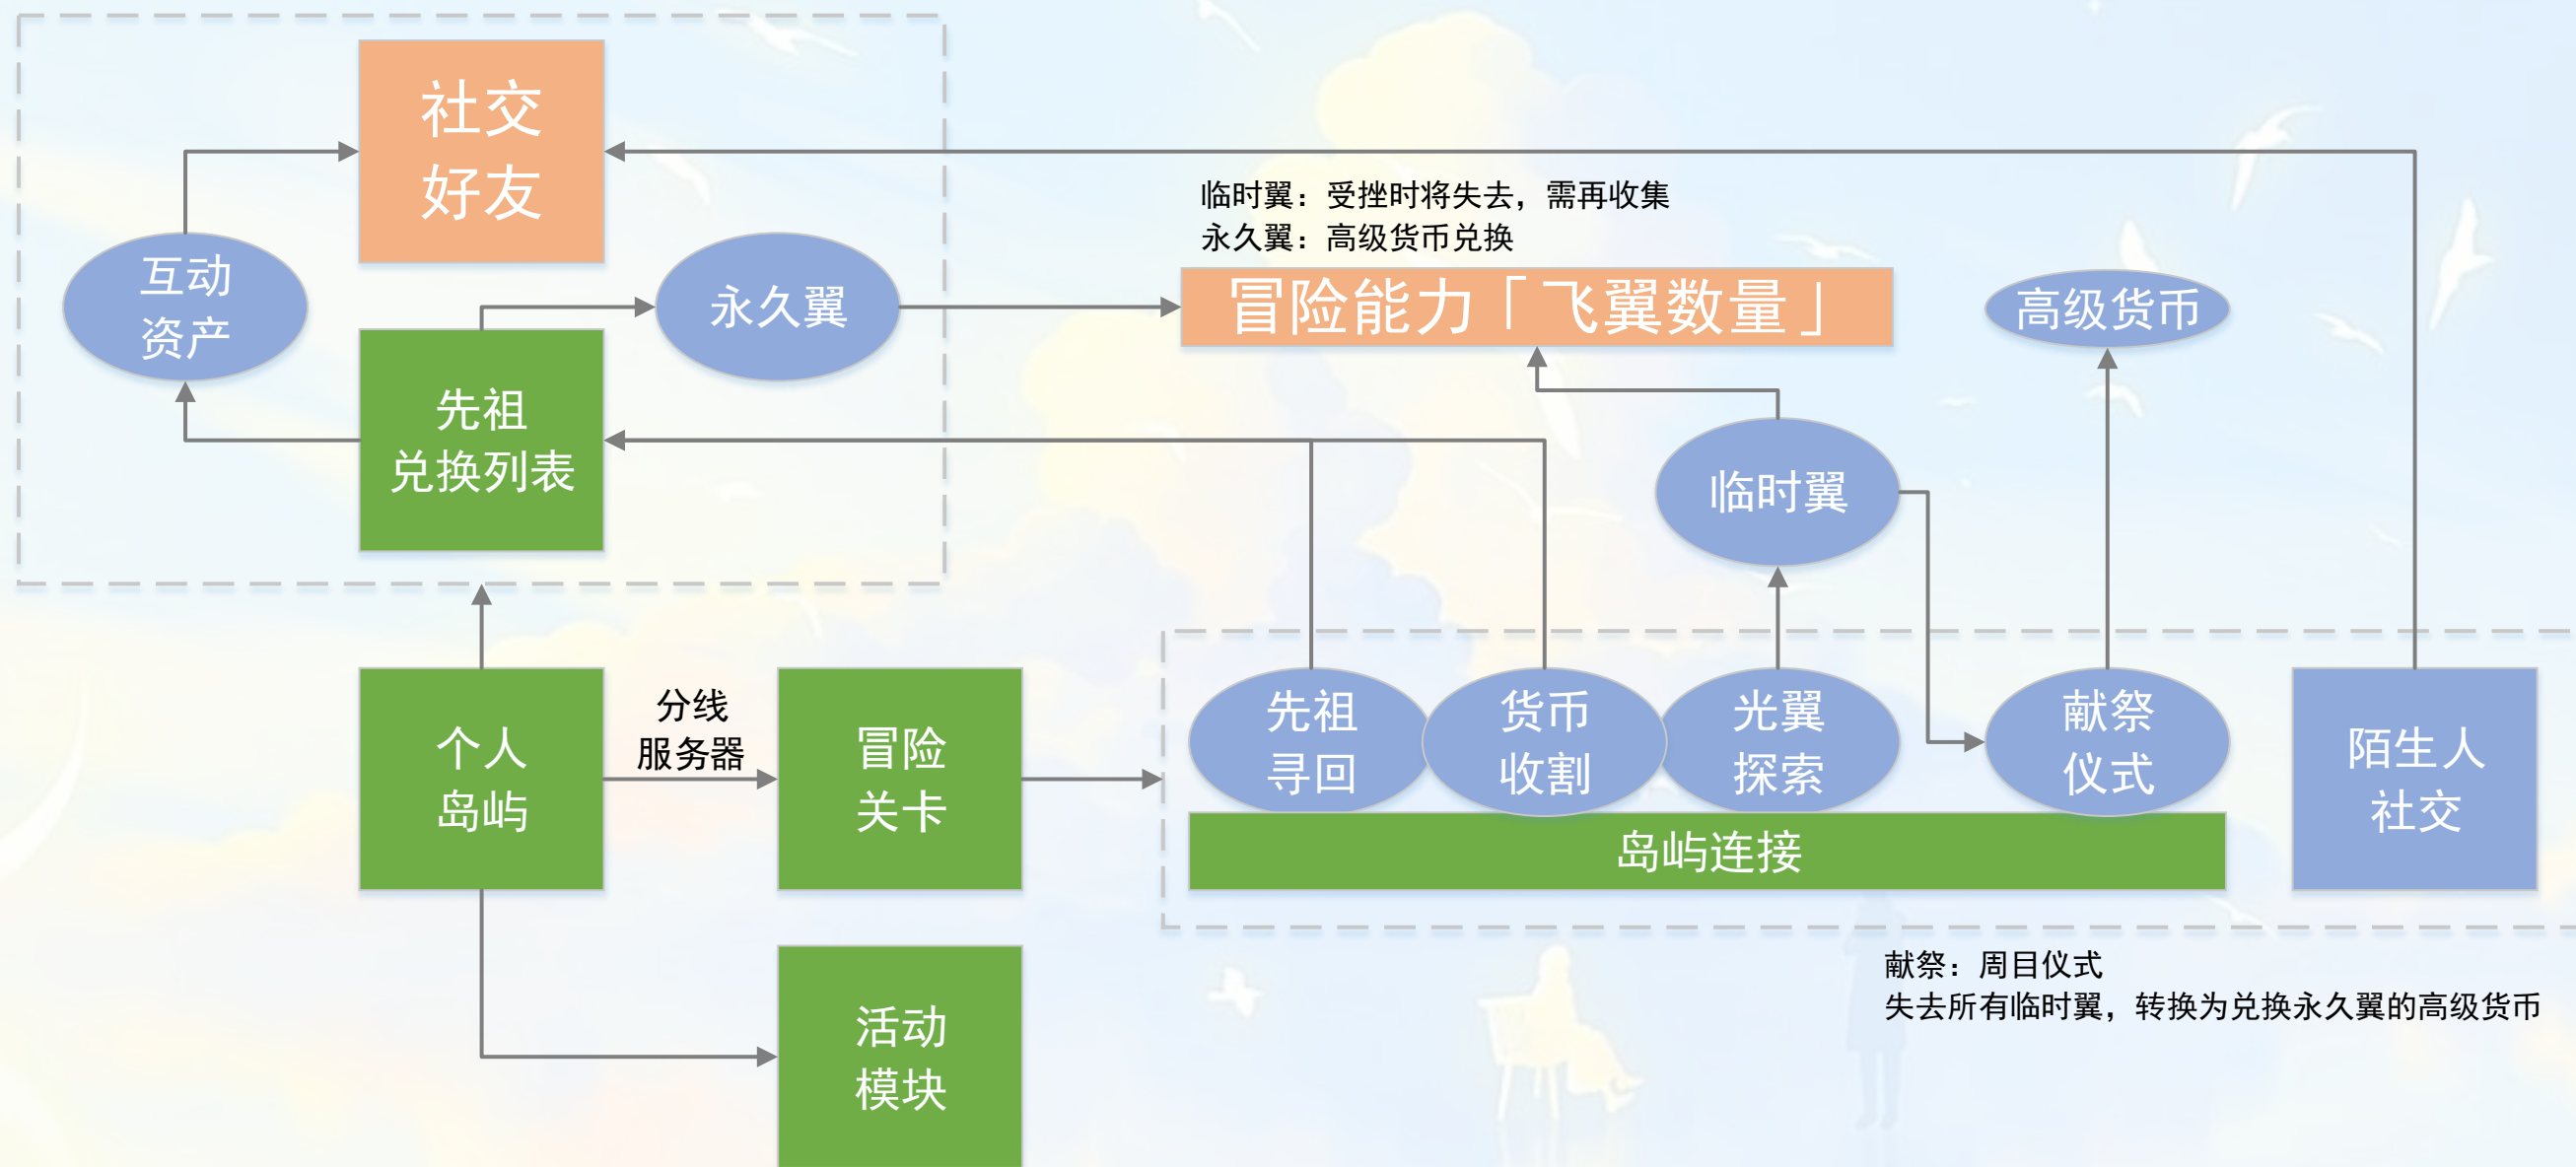 社交
好友
临时翼：受挫时将失去，需再收集
永久翼：高级货币兑换
互动
资产
永久翼
冒险能力「飞翼数量」
高级货币
先祖
兑换列表
临时翼
个人
岛屿
分线
服务器
冒险
关卡
先祖
寻回
货币
收割
光翼
探索
献祭
仪式
陌生人
社交
岛屿连接
献祭：周目仪式
失去所有临时翼，转换为兑换永久翼的高级货币
活动
模块